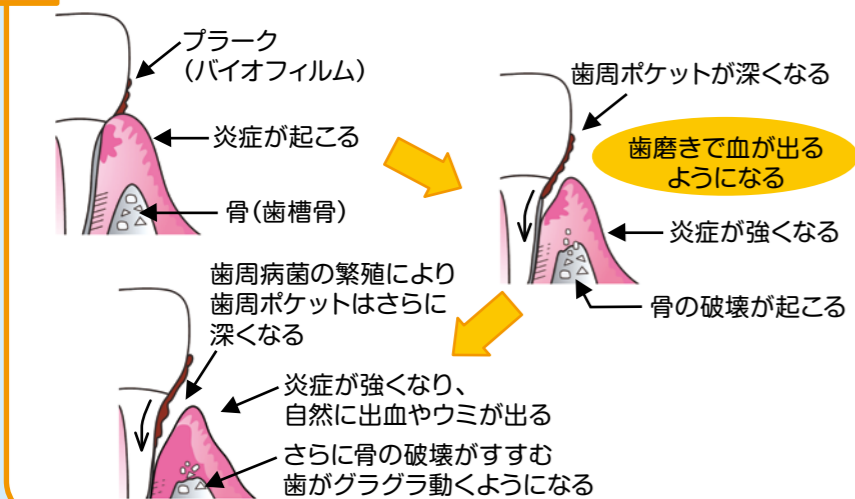 プラーク
（バイオフィルム）
炎症が起こる
骨（歯槽骨）
歯周ポケットが深くなる
歯磨きで血が出る
ようになる
炎症が強くなる
骨の破壊が起こる
歯周病菌の繁殖により
歯周ポケットはさらに
深くなる
炎症が強くなり、
自然に出血やウミが出る
さらに骨の破壊がすすむ
歯がグラグラ動くようになる